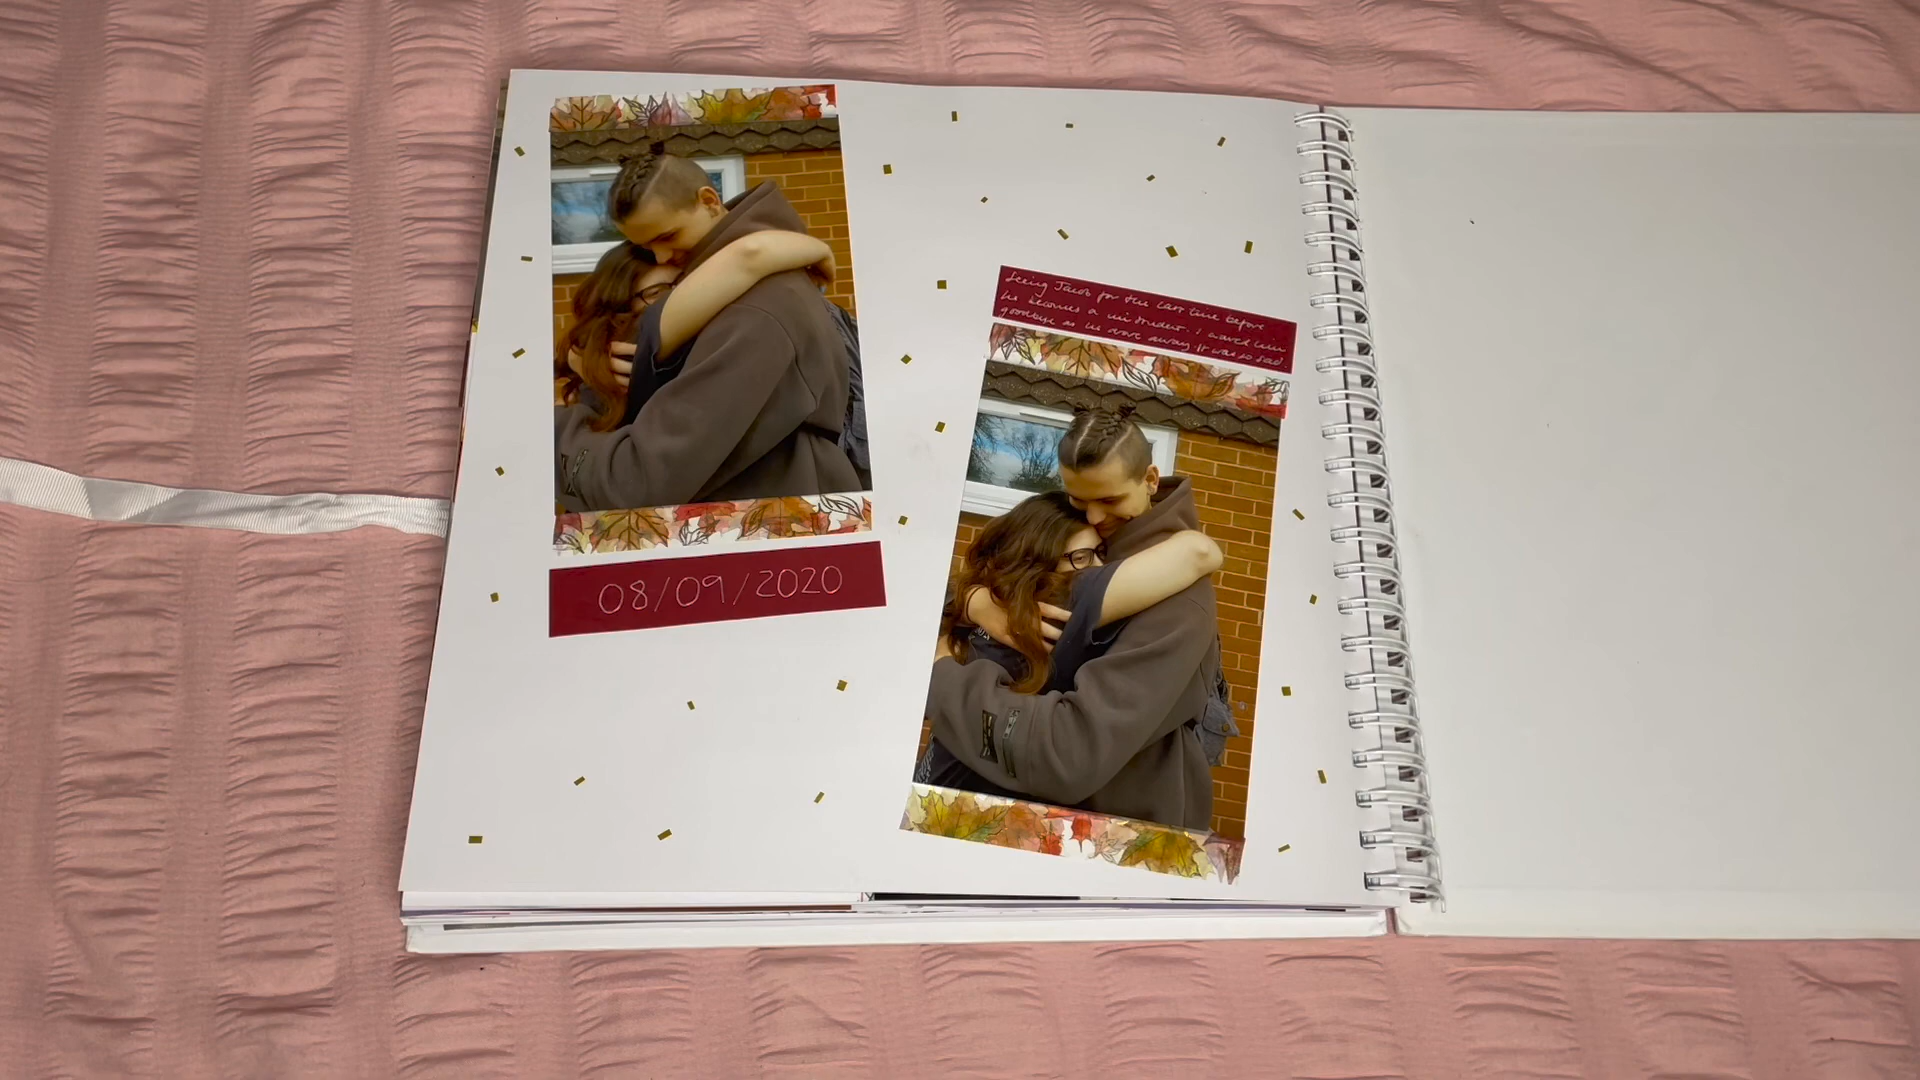 08/09/2020
Seeing Jacob for the last time before
he becomes a uni student. I waved him
goodbye as he drove away. It was so sad.